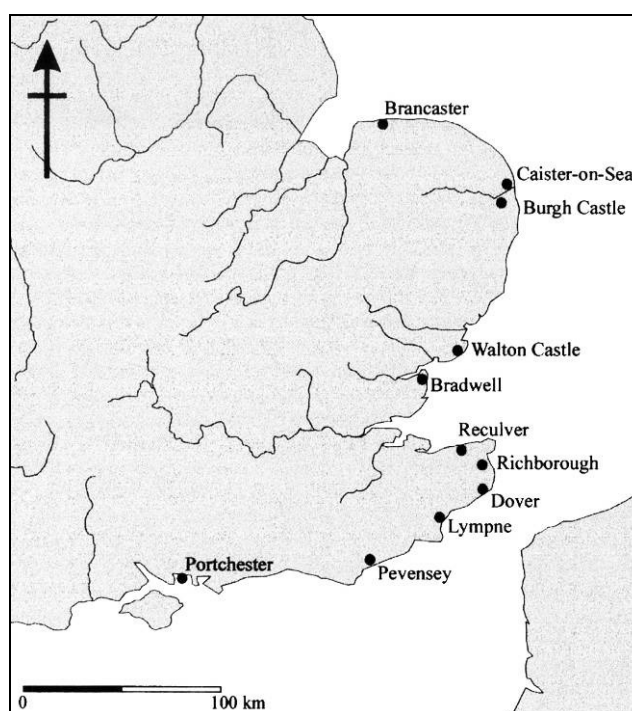 Brancaster
Caister-on-Sea
Burgh Castle
Walton Castle
Bradwell
Reculver
Richborough
Dover
Lympne
Pevensey
Portchester
0 100 km